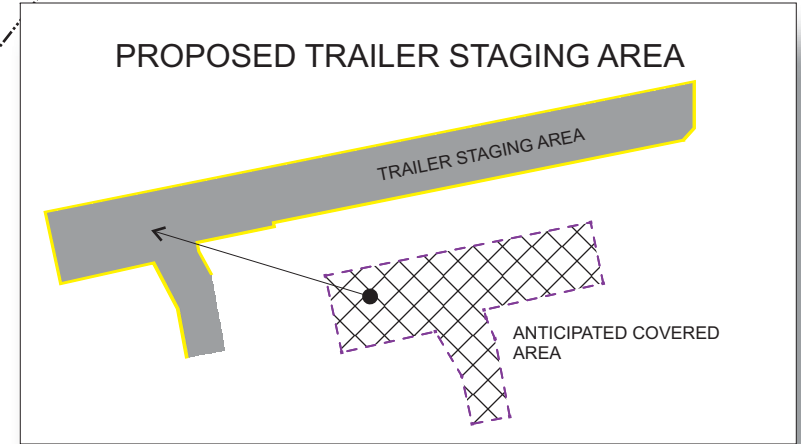 PROPOSED TRAILER STAGING AREA
TRAILER STAGING AREA
ANTICIPATED COVERED
AREA